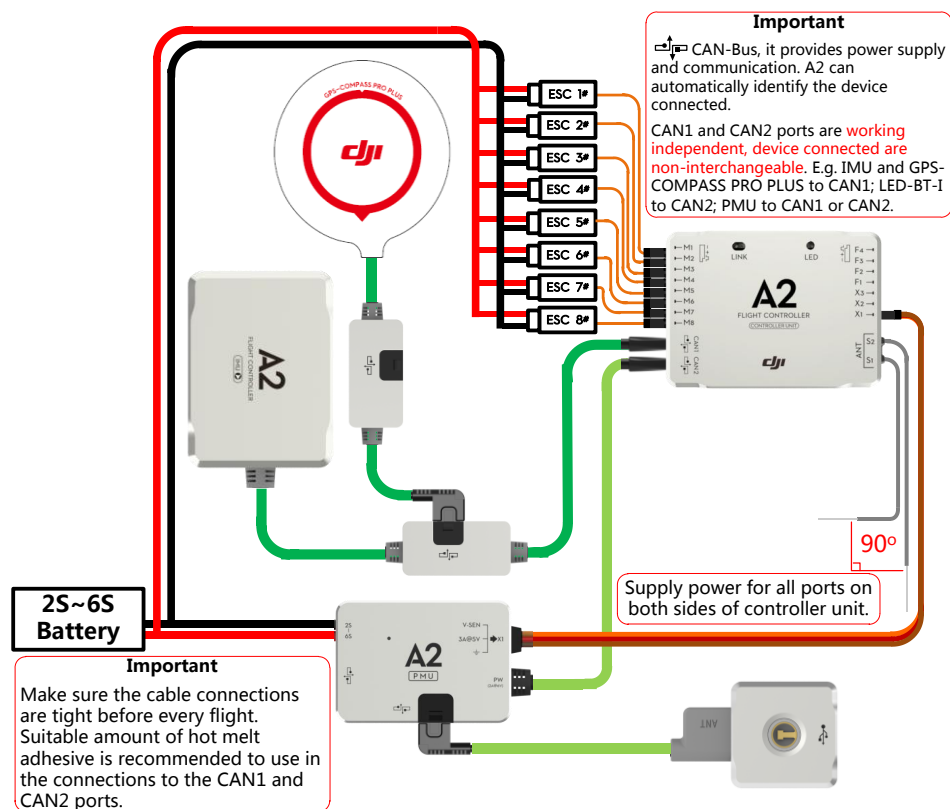 Important
CAN-Bus, it provides power supply
and communication. A2 can
automatically identify the device
connected.
CAN1 and CAN2 ports are working
independent, device connected are
non-interchangeable. E.g. IMU and GPS-
COMPASS PRO PLUS to CAN1; LED-BT-I
to CAN2; PMU to CAN1 or CAN2.
GPS-COMPASS PRO PLUS
dji
ESC 1#
ESC 2#
ESC 3#
ESC 4#
ESC 5#
ESC 6#
ESC 7#
ESC 8#
M1
M2
M3
M4
M5
M6
M7
M8
LINK
LED
A2
FLIGHT CONTROLLER
CONTROLLER UNIT
dji
F4
F3
F2
F1
X3
X2
X1
ANT
S2
S1
CAN1
CAN2
A2
FLIGHT CONTROLLER
IMU
90°
Supply power for all ports on
both sides of controller unit.
2S~6S
Battery
2S
6S
A2
PMU
V-SEN
3A@5V
X1
PW
ANT
Important
Make sure the cable connections
are tight before every flight.
Suitable amount of hot melt
adhesive is recommended to use in
the connections to the CAN1 and
CAN2 ports.